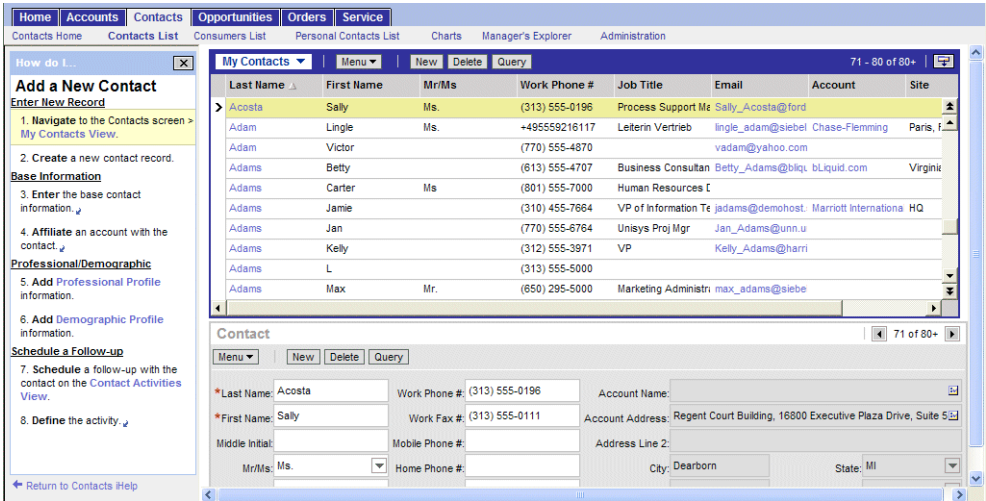 Home Accounts Contacts Opportunities Orders Service
Contacts Home Contacts List Consumers List Personal Contacts List Charts Manager's Explorer Administration
How do I...
Add a New Contact
Enter New Record
1. Navigate to the Contacts screen >
My Contacts View.
2. Create a new contact record.
Base Information
3. Enter the base contact
information.
4. Affiliate an account with the
contact.
Professional/Demographic
5. Add Professional Profile
information.
6. Add Demographic Profile
information.
Schedule a Follow-up
7. Schedule a follow-up with the
contact on the Contact Activities
View.
8. Define the activity.
Return to Contacts iHelp
My Contacts Menu New Delete Query 71 - 80 of 80+
Last Name First Name Mr/Ms Work Phone # Job Title Email Account Site
Acosta Sally Ms. (313) 555-0196 Process Support Ma Sally_Acosta@ford
Adam Lingle Ms. +495559216117 Leiterin Vertrieb lingle_adam@siebel Chase-Flemming Paris, F
Adam Victor (770) 555-4870 vadam@yahoo.com
Adams Betty (613) 555-4707 Business Consultan Betty_Adams@bliqu bLiquid.com Virginia
Adams Carter Ms (801) 555-7000 Human Resources D
Adams Jamie (310) 455-7664 VP of Information Te jadams@demohost. Marriott Internationa HQ
Adams Jan (770) 555-6764 Unisys Proj Mgr Jan_Adams@unn.u
Adams Kelly (312) 555-3971 VP Kelly_Adams@harri
Adams L (313) 555-5000
Adams Max Mr. (650) 295-5000 Marketing Administra max_adams@siebe
Contact 71 of 80+
Menu New Delete Query
*Last Name: Acosta Work Phone #: (313) 555-0196 Account Name:
*First Name: Sally Work Fax #: (313) 555-0111 Account Address: Regent Court Building, 16800 Executive Plaza Drive, Suite 5
Middle Initial: Mobile Phone #: Address Line 2:
Mr/Ms: Ms. Home Phone #: City: Dearborn State: MI